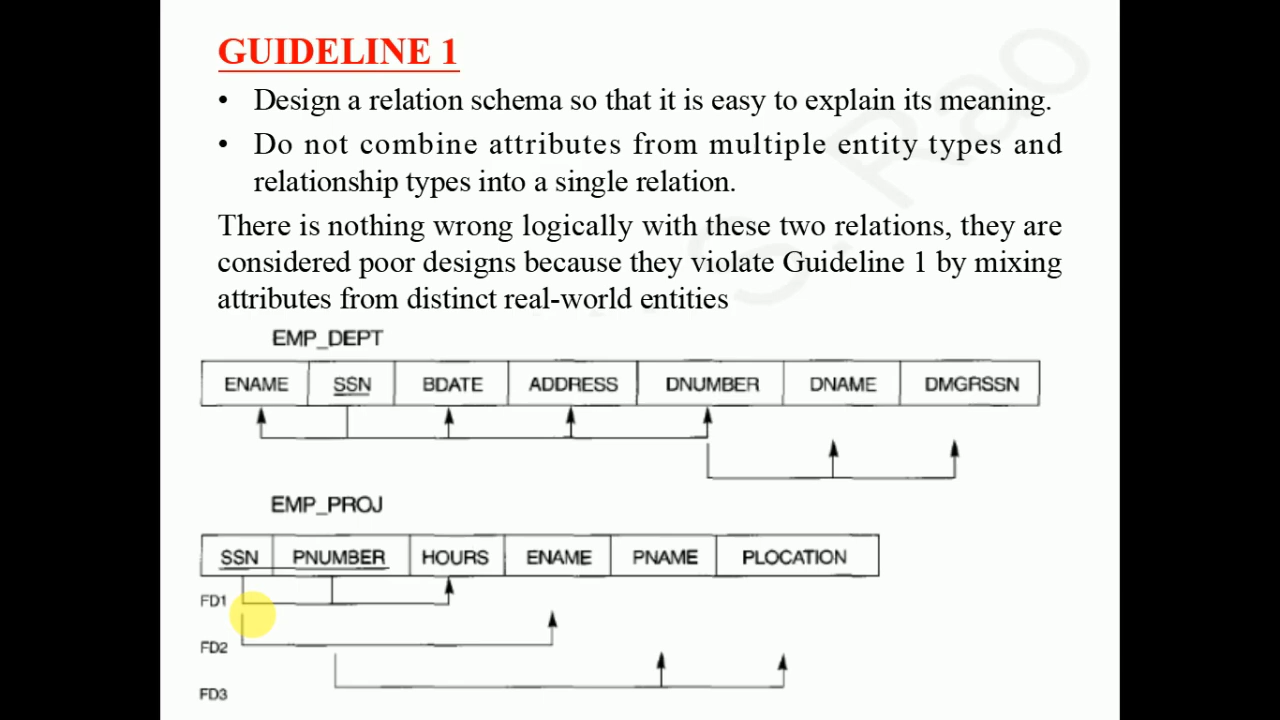 GUIDELINE 1
• Design a relation schema so that it is easy to explain its meaning.
• Do not combine attributes from multiple entity types and
relationship types into a single relation.
There is nothing wrong logically with these two relations, they are
considered poor designs because they violate Guideline 1 by mixing
attributes from distinct real-world entities
EMP_DEPT
ENAME SSN BDATE ADDRESS DNUMBER DNAME DMGRSSN
EMP_PROJ
SSN PNUMBER HOURS ENAME PNAME PLOCATION
FD1
FD2
FD3
S. Rao